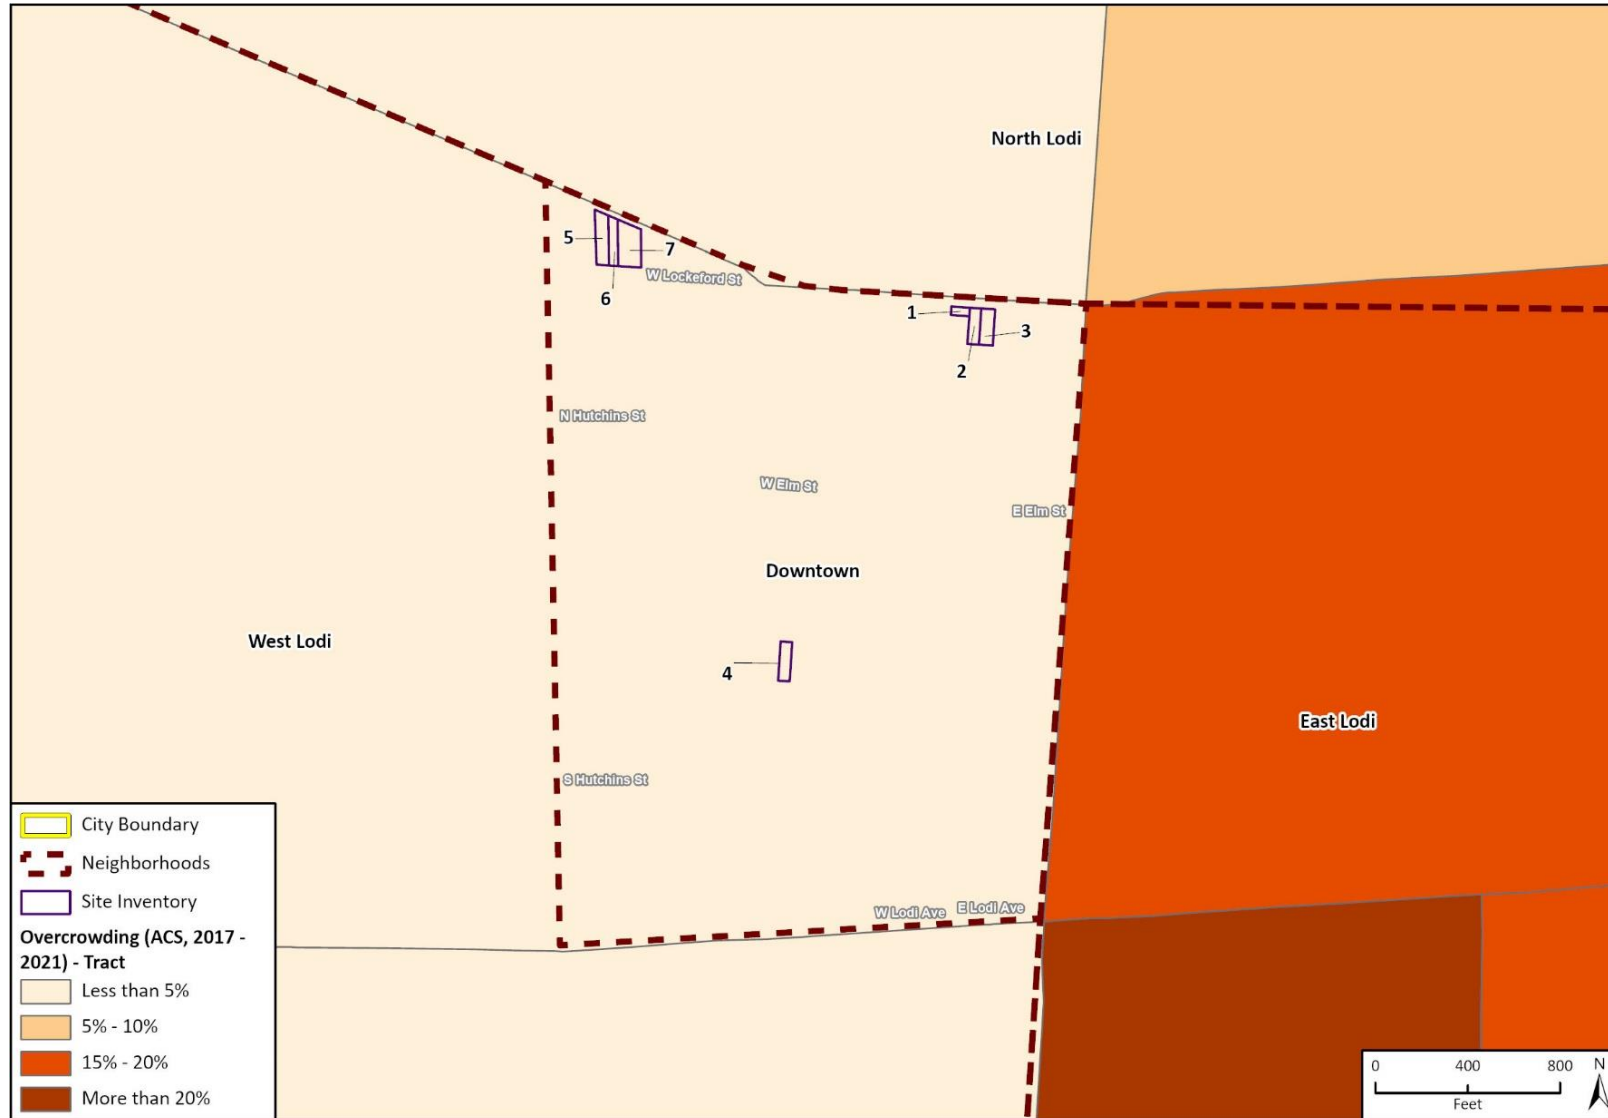 North Lodi
5
7
W Lockeford St
6
1
3
2
N Hutchins St
W Elm St
E Elm St
Downtown
West Lodi
4
East Lodi
S Hutchins St
W Lodi Ave
E Lodi Ave
City Boundary
Neighborhoods
Site Inventory
Overcrowding (ACS, 2017 -
2021) - Tract
Less than 5%
5% - 10%
15% - 20%
More than 20%
0 400 800
Feet
N